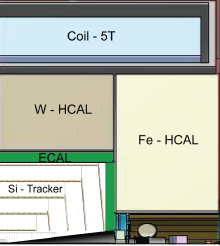 Coil - 5T
W - HCAL
Fe - HCAL
ECAL
Si - Tracker